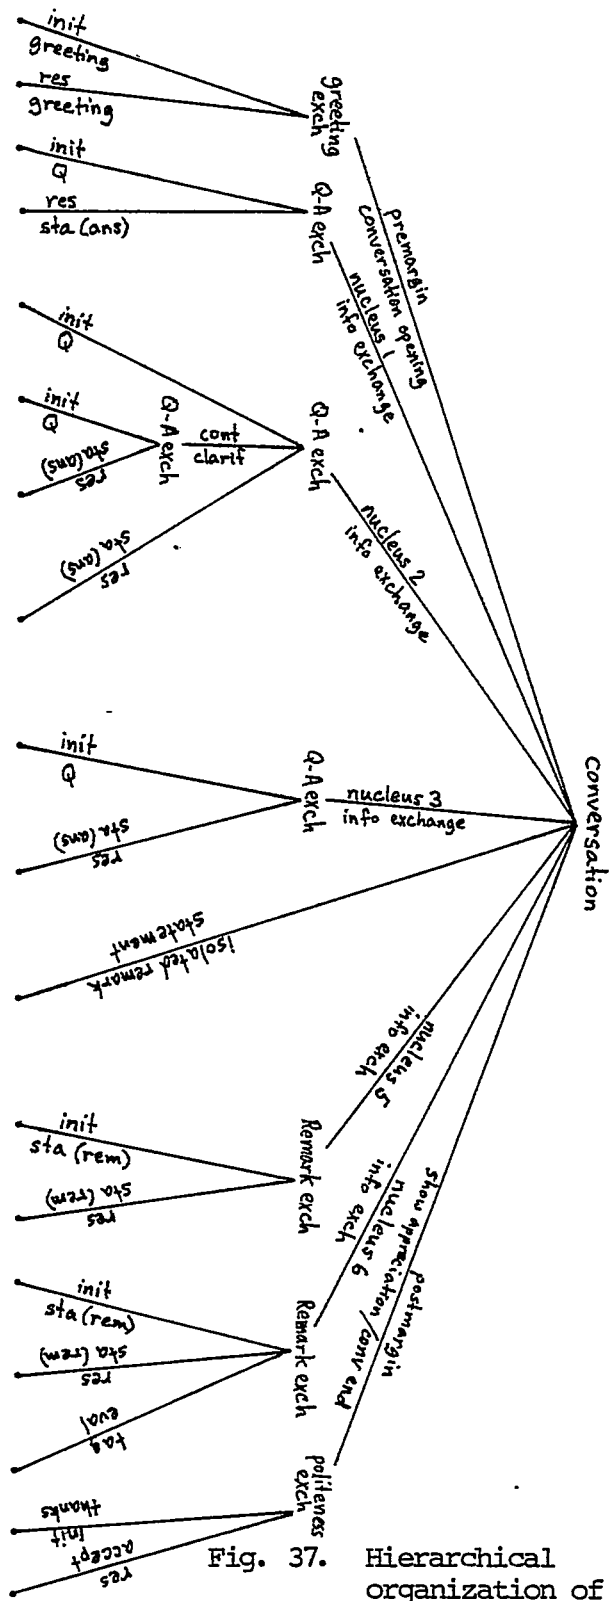 init
greeting
res
greeting
greeting
exch
init
Q
res
sta (ans)
Q-A exch
premargin
conversation opening
nucleus 1
info exchange
init
Q
init
Q
res
sta (ans)
Q-A exch
cont
clarif
res
sta (ans)
Q-A exch
nucleus 2
info exchange
conversation
init
Q
res
sta (ans)
Q-A exch
nucleus 3
info exchange
isolated remark
statement
nucleus 5
info exch
init
sta (rem)
res
sta (rem)
Remark exch
nucleus 6
info exch
init
sta (rem)
res
sta (rem)
tag
eval
Remark exch
postmargin
show appreciation / conv end
init
thanks
res
accept
politeness
exch
Fig. 37. Hierarchical
organization of